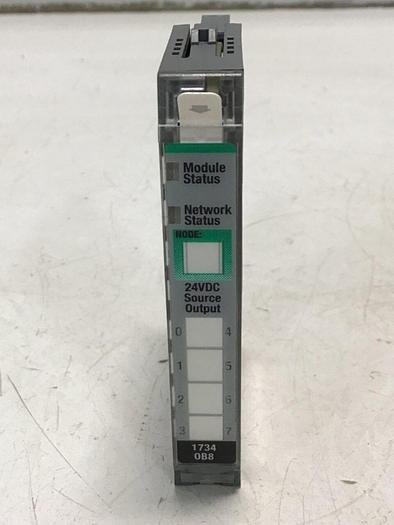 Module
Status
Network
Status
NODE:
24VDC
Source
Output
0 4
1 5
2 6
3 7
1734
OB8